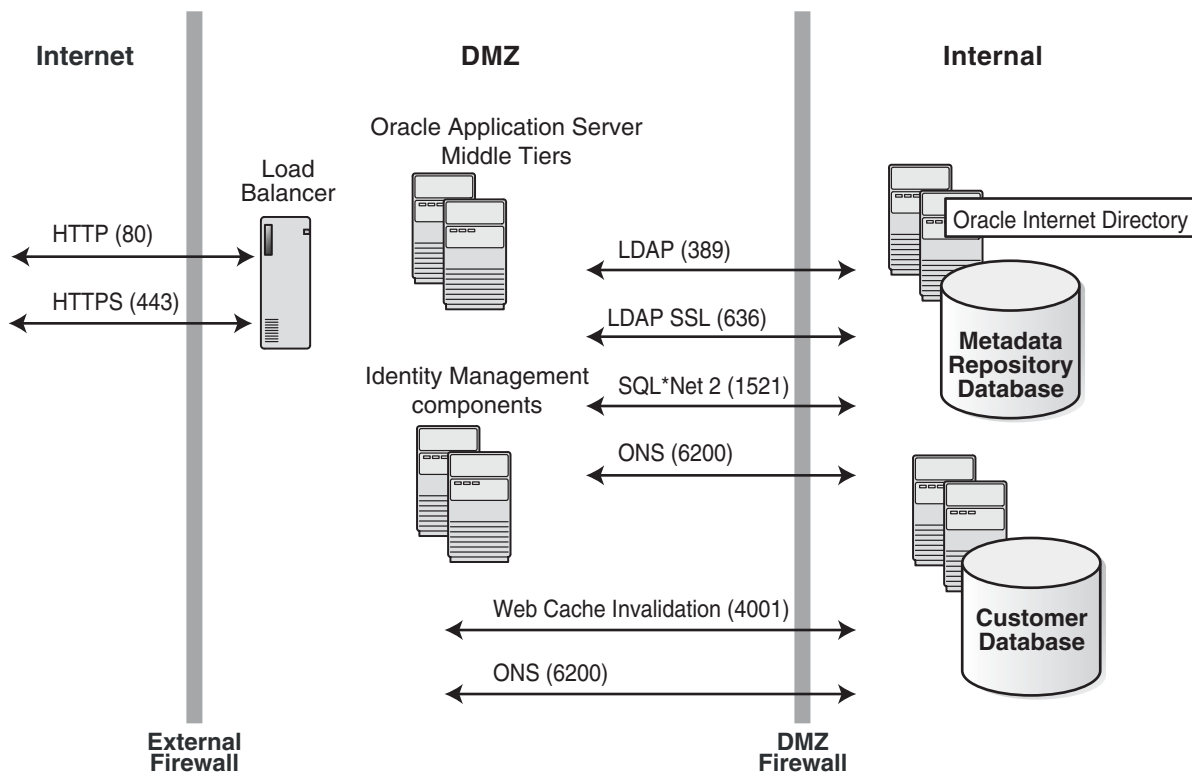 Internet
DMZ
Internal
Oracle Application Server
Middle Tiers
Load
Balancer
Oracle Internet Directory
HTTP (80)
LDAP (389)
HTTPS (443)
LDAP SSL (636)
Metadata
Repository
Database
Identity Management
components
SQL*Net 2 (1521)
ONS (6200)
Web Cache Invalidation (4001)
Customer
Database
ONS (6200)
External
Firewall
DMZ
Firewall